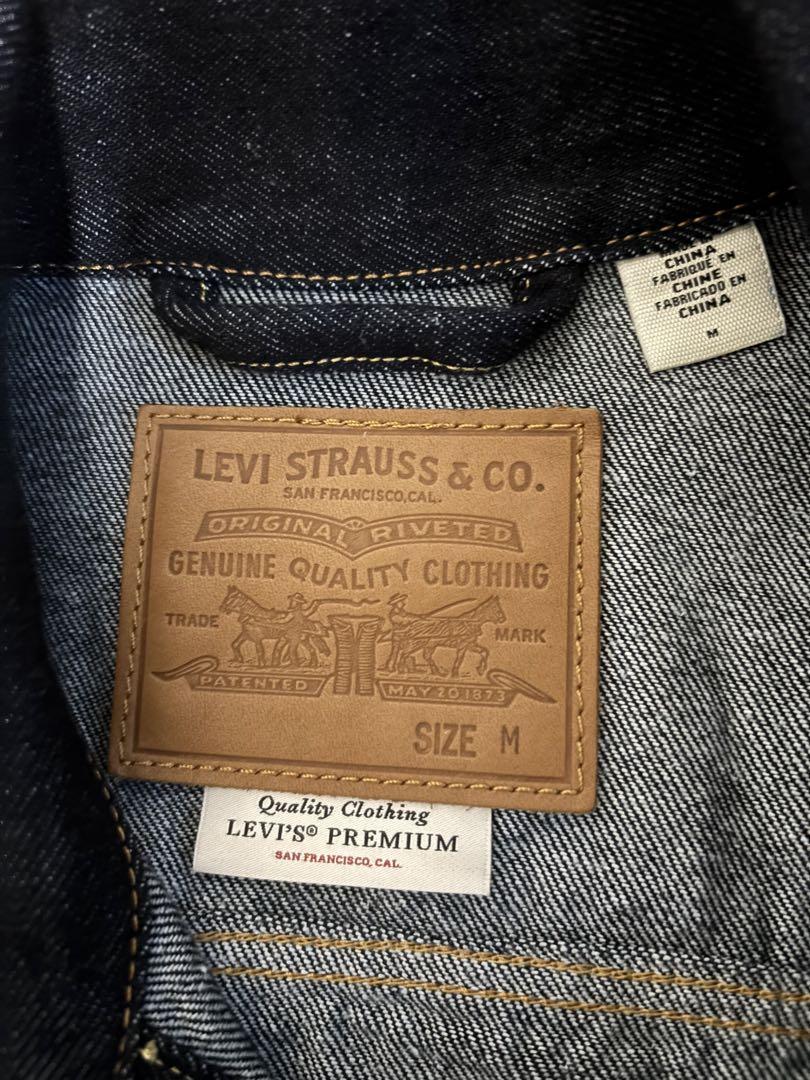 CHINA
FABRIQUE EN
CHINE
FABRICADO EN
CHINA
M
LEVI STRAUSS & CO.
SAN FRANCISCO, CAL.
ORIGINAL RIVETED
GENUINE QUALITY CLOTHING
TRADE MARK
PATENTED MAY 20 1873
SIZE M
Quality Clothing
LEVI'S® PREMIUM
SAN FRANCISCO, CAL.